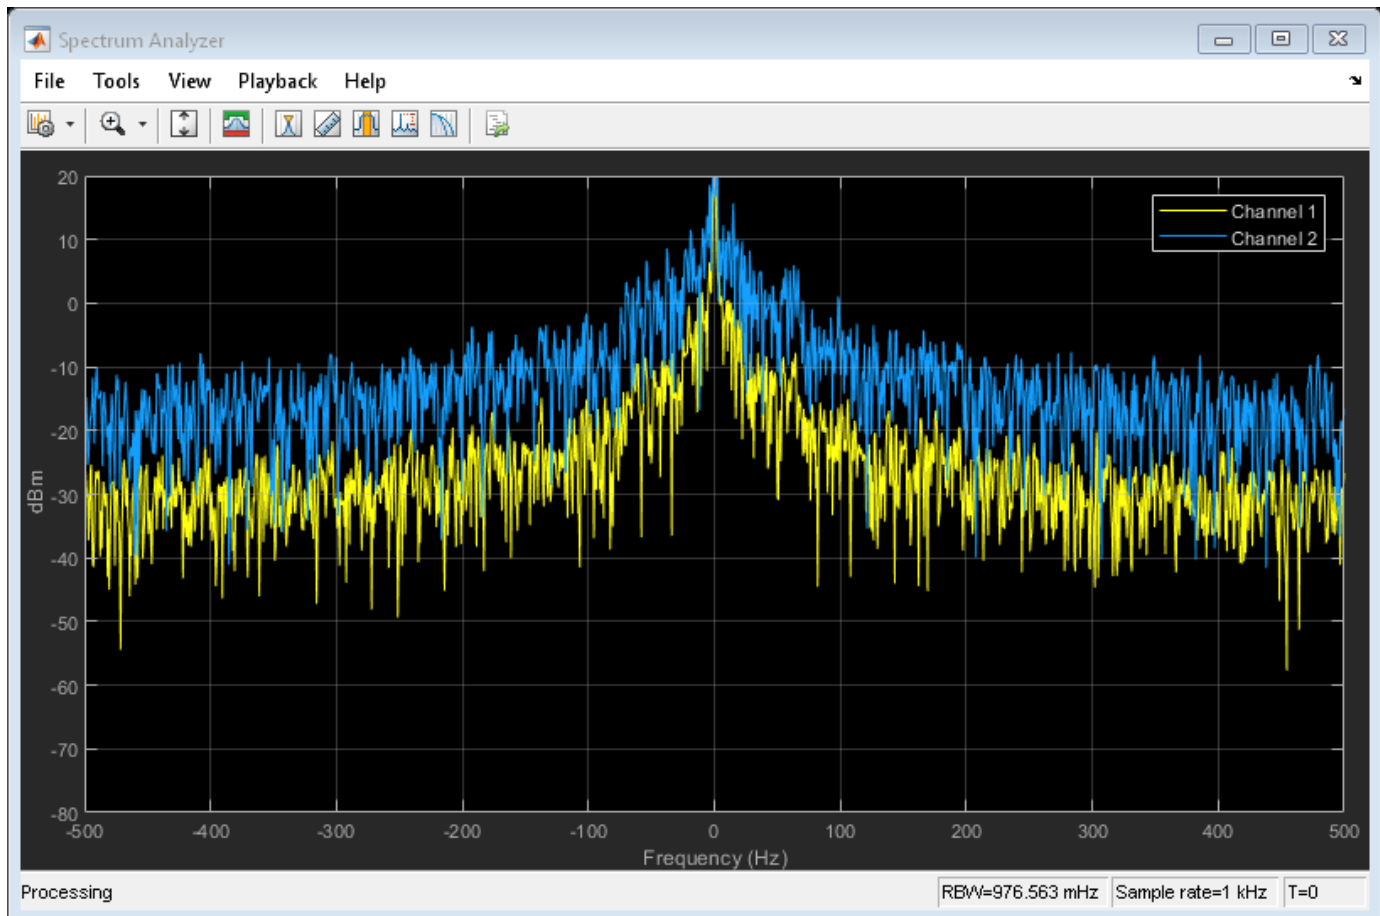 Spectrum Analyzer
File Tools View Playback Help
20
10
0
-10
-20
-30
-40
-50
-60
-70
-80
dBm
Channel 1
Channel 2
-500 -400 -300 -200 -100 0 100 200 300 400 500
Frequency (Hz)
Processing RBW=976.563 mHz Sample rate=1 kHz T=0